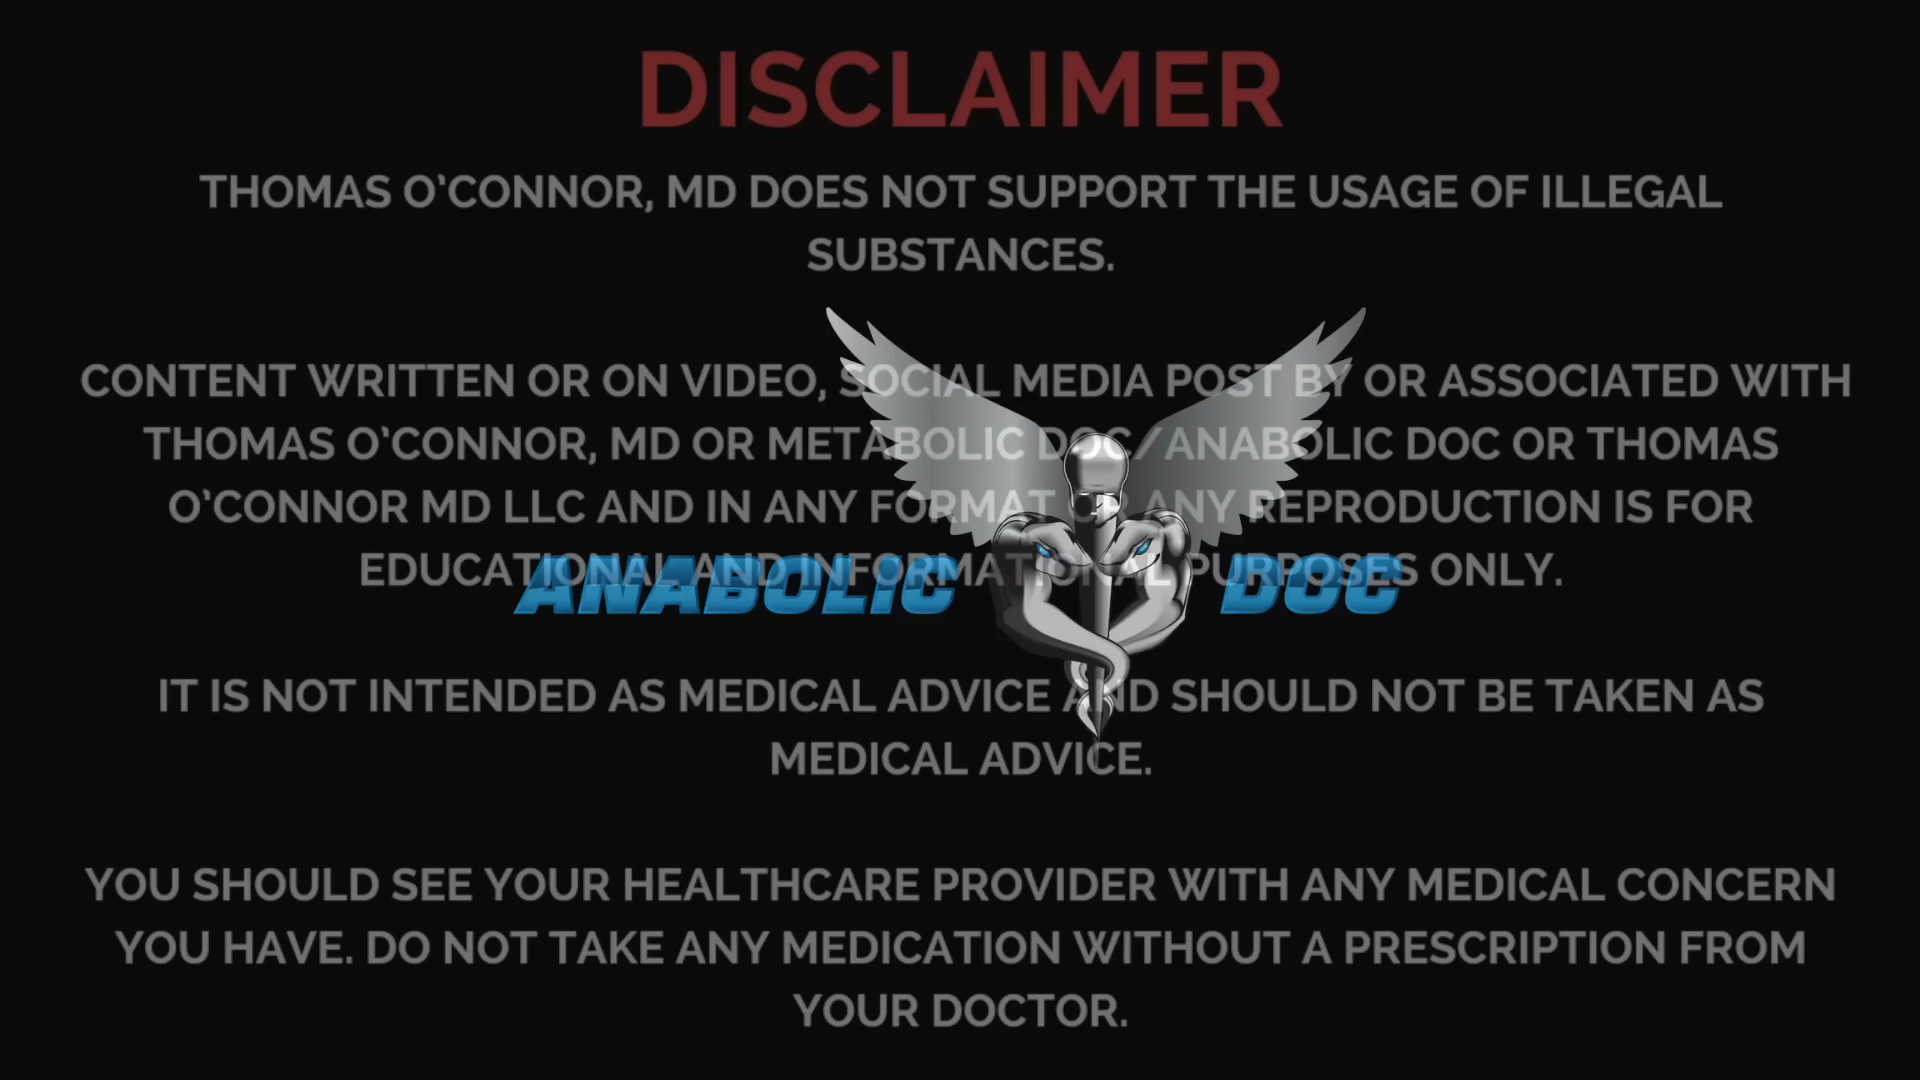 DISCLAIMER
THOMAS O'CONNOR, MD DOES NOT SUPPORT THE USAGE OF ILLEGAL
SUBSTANCES.
CONTENT WRITTEN OR ON VIDEO, SOCIAL MEDIA POST BY OR ASSOCIATED WITH
THOMAS O'CONNOR, MD OR METABOLIC DOC/ANABOLIC DOC OR THOMAS
O'CONNOR MD LLC AND IN ANY FORMAT OR ANY REPRODUCTION IS FOR
EDUCATIONAL AND INFORMATIONAL PURPOSES ONLY.
ANABOLIC DOC
IT IS NOT INTENDED AS MEDICAL ADVICE AND SHOULD NOT BE TAKEN AS
MEDICAL ADVICE.
YOU SHOULD SEE YOUR HEALTHCARE PROVIDER WITH ANY MEDICAL CONCERN
YOU HAVE. DO NOT TAKE ANY MEDICATION WITHOUT A PRESCRIPTION FROM
YOUR DOCTOR.